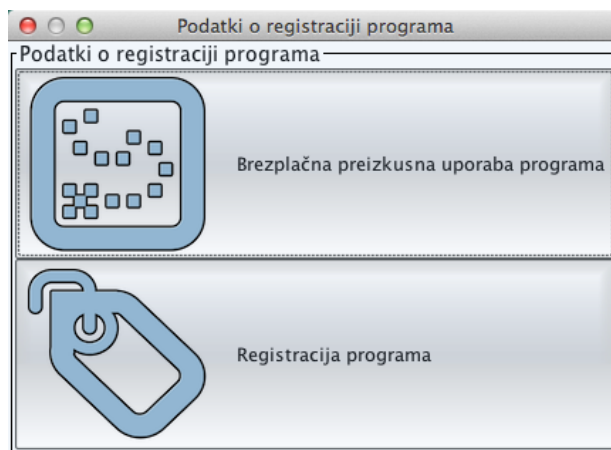 Podatki o registraciji programa
Podatki o registraciji programa
Brezplačna preizkusna uporaba programa
Registracija programa